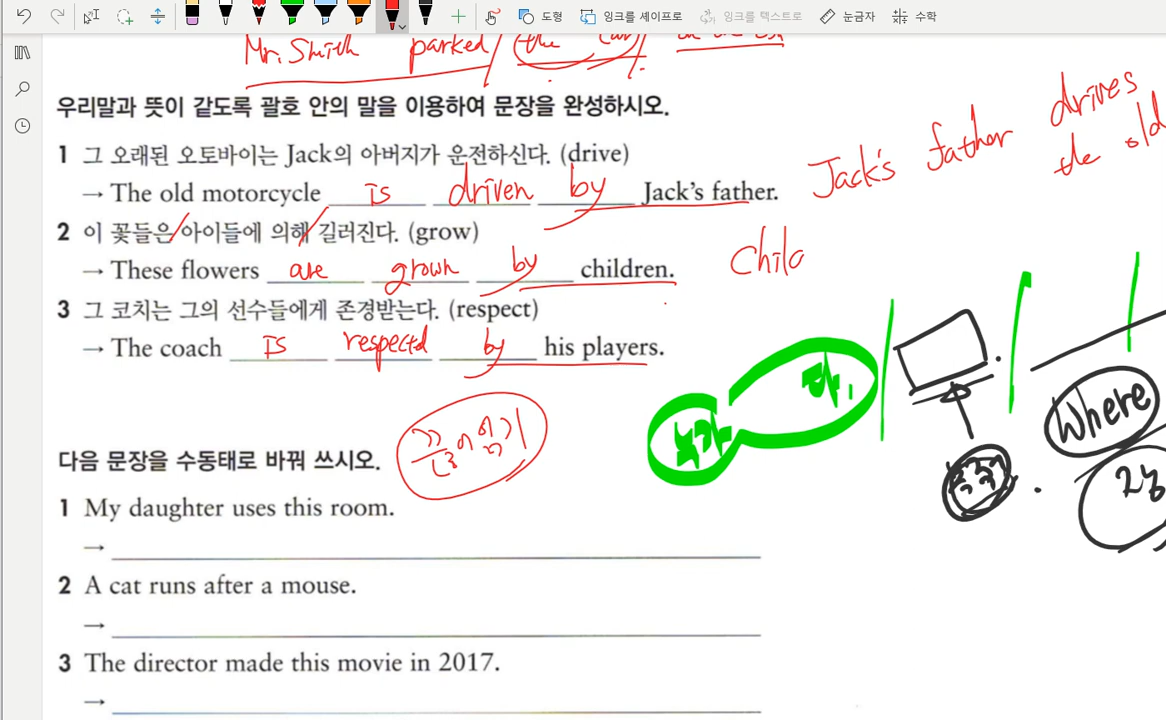 도형 잉크를 셰이프로 잉크를 텍스트로 눈금자 수학
Mr. Smith parked the
우리말과 뜻이 같도록 괄호 안의 말을 이용하여 문장을 완성하시오.
Jack's father drives
the old
1 그 오래된 오토바이는 Jack의 아버지가 운전하신다. (drive)
→ The old motorcycle is driven by Jack's father.
2 이 꽃들은 아이들에 의해 길러진다. (grow)
→ These flowers are grown by children.
Chila
3 그 코치는 그의 선수들에게 존경받는다. (respect)
→ The coach is respected by his players.
Where
다음 문장을 수동태로 바꿔 쓰시오.
1 My daughter uses this room.
→
2 A cat runs after a mouse.
→
3 The director made this movie in 2017.
→